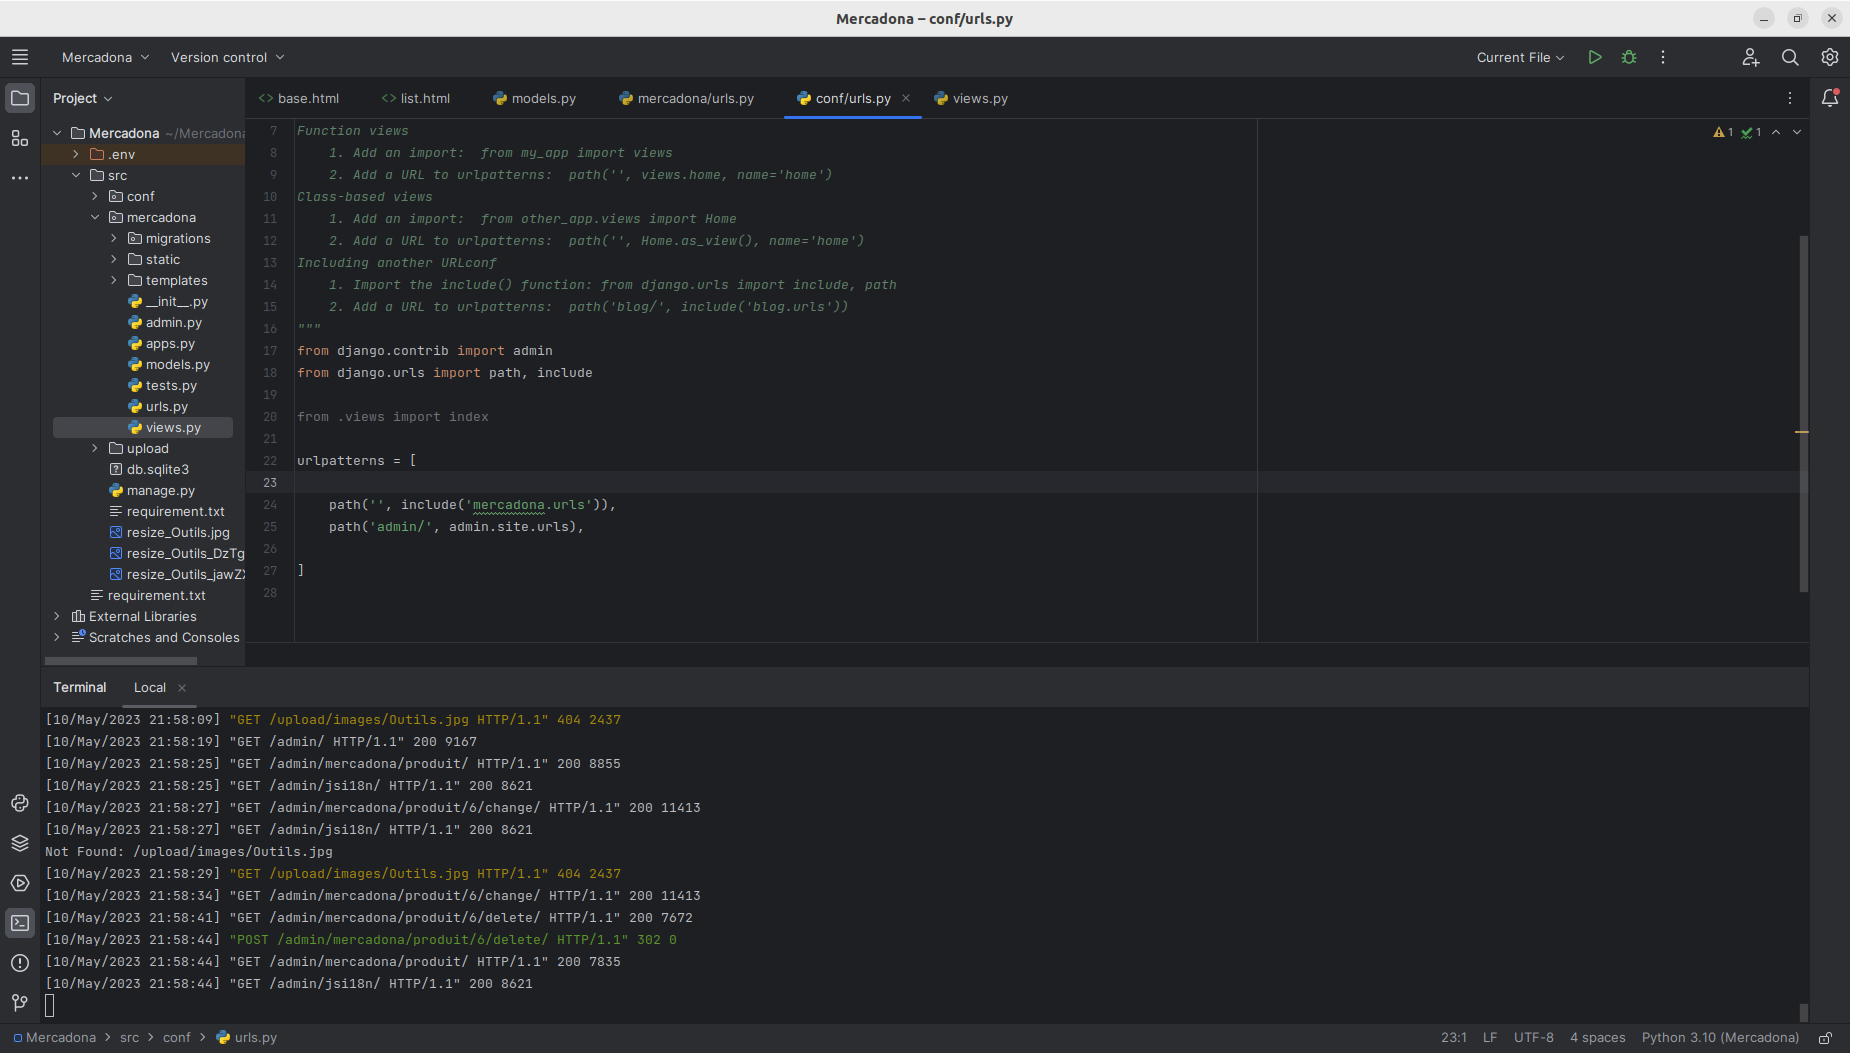 Mercadona – conf/urls.py
Mercadona
Version control
Current File
Project
base.html
list.html
models.py
mercadona/urls.py
conf/urls.py
views.py
Mercadona ~/Mercadona
.env
src
conf
mercadona
migrations
static
templates
__init__.py
admin.py
apps.py
models.py
tests.py
urls.py
views.py
upload
db.sqlite3
manage.py
requirement.txt
resize_Outils.jpg
resize_Outils_DzTg
resize_Outils_jawZX
requirement.txt
External Libraries
Scratches and Consoles
1 1
7 Function views
8 1. Add an import:  from my_app import views
9 2. Add a URL to urlpatterns:  path('', views.home, name='home')
10 Class-based views
11 1. Add an import:  from other_app.views import Home
12 2. Add a URL to urlpatterns:  path('', Home.as_view(), name='home')
13 Including another URLconf
14 1. Import the include() function: from django.urls import include, path
15 2. Add a URL to urlpatterns:  path('blog/', include('blog.urls'))
16 """
17 from django.contrib import admin
18 from django.urls import path, include
19
20 from .views import index
21
22 urlpatterns = [
23
24 path('', include('mercadona.urls')),
25 path('admin/', admin.site.urls),
26
27 ]
28
Terminal
Local
[10/May/2023 21:58:09] "GET /upload/images/Outils.jpg HTTP/1.1" 404 2437
[10/May/2023 21:58:19] "GET /admin/ HTTP/1.1" 200 9167
[10/May/2023 21:58:25] "GET /admin/mercadona/produit/ HTTP/1.1" 200 8855
[10/May/2023 21:58:25] "GET /admin/jsi18n/ HTTP/1.1" 200 8621
[10/May/2023 21:58:27] "GET /admin/mercadona/produit/6/change/ HTTP/1.1" 200 11413
[10/May/2023 21:58:27] "GET /admin/jsi18n/ HTTP/1.1" 200 8621
Not Found: /upload/images/Outils.jpg
[10/May/2023 21:58:29] "GET /upload/images/Outils.jpg HTTP/1.1" 404 2437
[10/May/2023 21:58:34] "GET /admin/mercadona/produit/6/change/ HTTP/1.1" 200 11413
[10/May/2023 21:58:41] "GET /admin/mercadona/produit/6/delete/ HTTP/1.1" 200 7672
[10/May/2023 21:58:44] "POST /admin/mercadona/produit/6/delete/ HTTP/1.1" 302 0
[10/May/2023 21:58:44] "GET /admin/mercadona/produit/ HTTP/1.1" 200 7835
[10/May/2023 21:58:44] "GET /admin/jsi18n/ HTTP/1.1" 200 8621
Mercadona > src > conf > urls.py
23:1 LF UTF-8 4 spaces Python 3.10 (Mercadona)